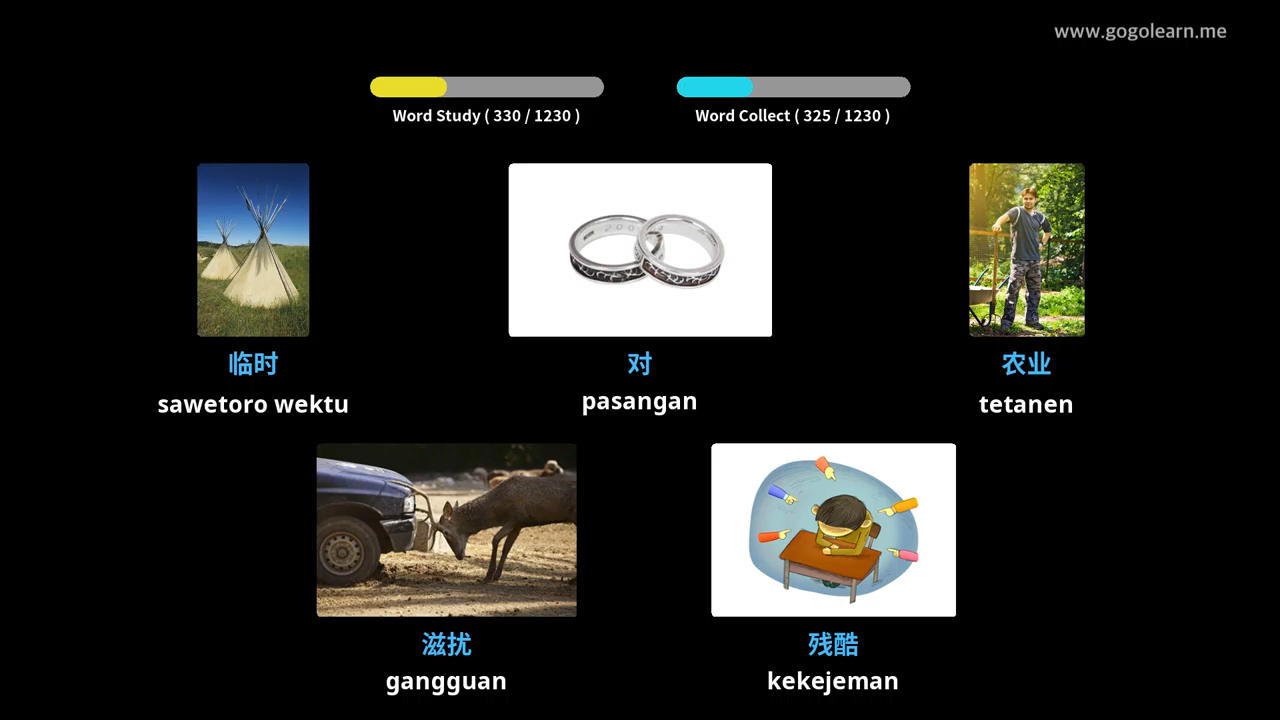 www.gogolearn.me
Word Study ( 330 / 1230 )
Word Collect ( 325 / 1230 )
临时
sawetoro wektu
对
pasangan
农业
tetanen
滋扰
gangguan
残酷
kekejeman